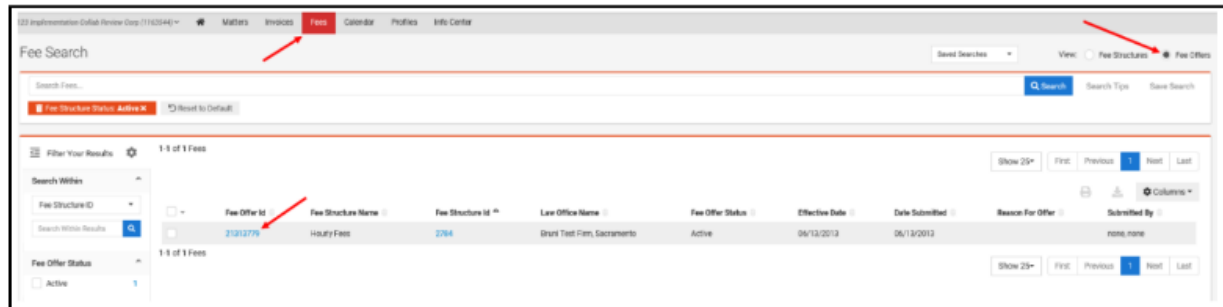 123 Implementation Collab Review Corp (1162544) Matters Invoices Fees Calendar Profiles Info Center
Fee Search
Saved Searches View: Fee Structures Fee Offers
Search Fees...
Search Search Tips Save Search
Fee Structure Status: Active X Reset to Default
Filter Your Results
1-1 of 1 Fees
Show 25 First Previous 1 Next Last
Search Within
Columns
Fee Structure ID
Fee Offer Id Fee Structure Name Fee Structure Id Law Office Name Fee Offer Status Effective Date Date Submitted Reason For Offer Submitted By
Search Within Results
21313779 Hourly Fees 2784 Bruni Test Firm, Sacramento Active 06/13/2013 06/13/2013 none, none
1-1 of 1 Fees
Fee Offer Status
Show 25 First Previous 1 Next Last
Active 1